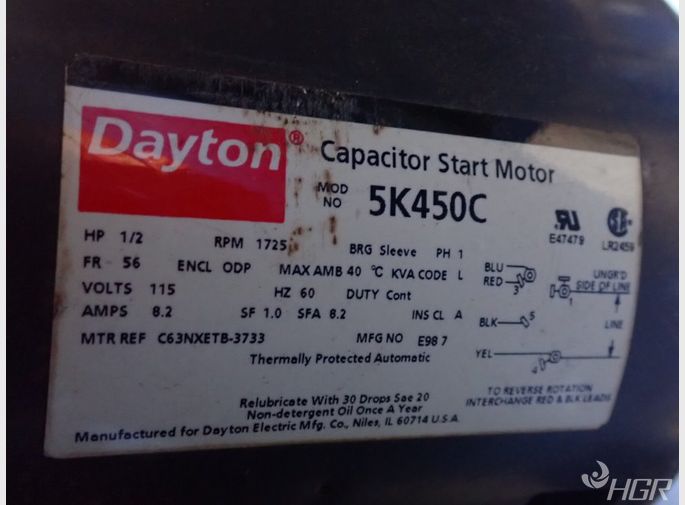 Dayton®
Capacitor Start Motor
MOD NO 5K450C
E47479 LR2459
HP 1/2 RPM 1725 BRG Sleeve PH 1
FR 56 ENCL ODP MAX AMB 40 °C KVA CODE L
VOLTS 115 HZ 60 DUTY Cont
AMPS 8.2 SF 1.0 SFA 8.2 INS CL A
MTR REF C63NXETB-3733 MFG NO E98 7
Thermally Protected Automatic
BLU
RED 3
UNGR'D
SIDE OF LINE
1
BLK 5
LINE
YEL
4
TO REVERSE ROTATION
INTERCHANGE RED & BLK LEADS
Relubricate With 30 Drops Sae 20
Non-detergent Oil Once A Year
Manufactured for Dayton Electric Mfg. Co., Niles, IL 60714 U.S.A.
HGR